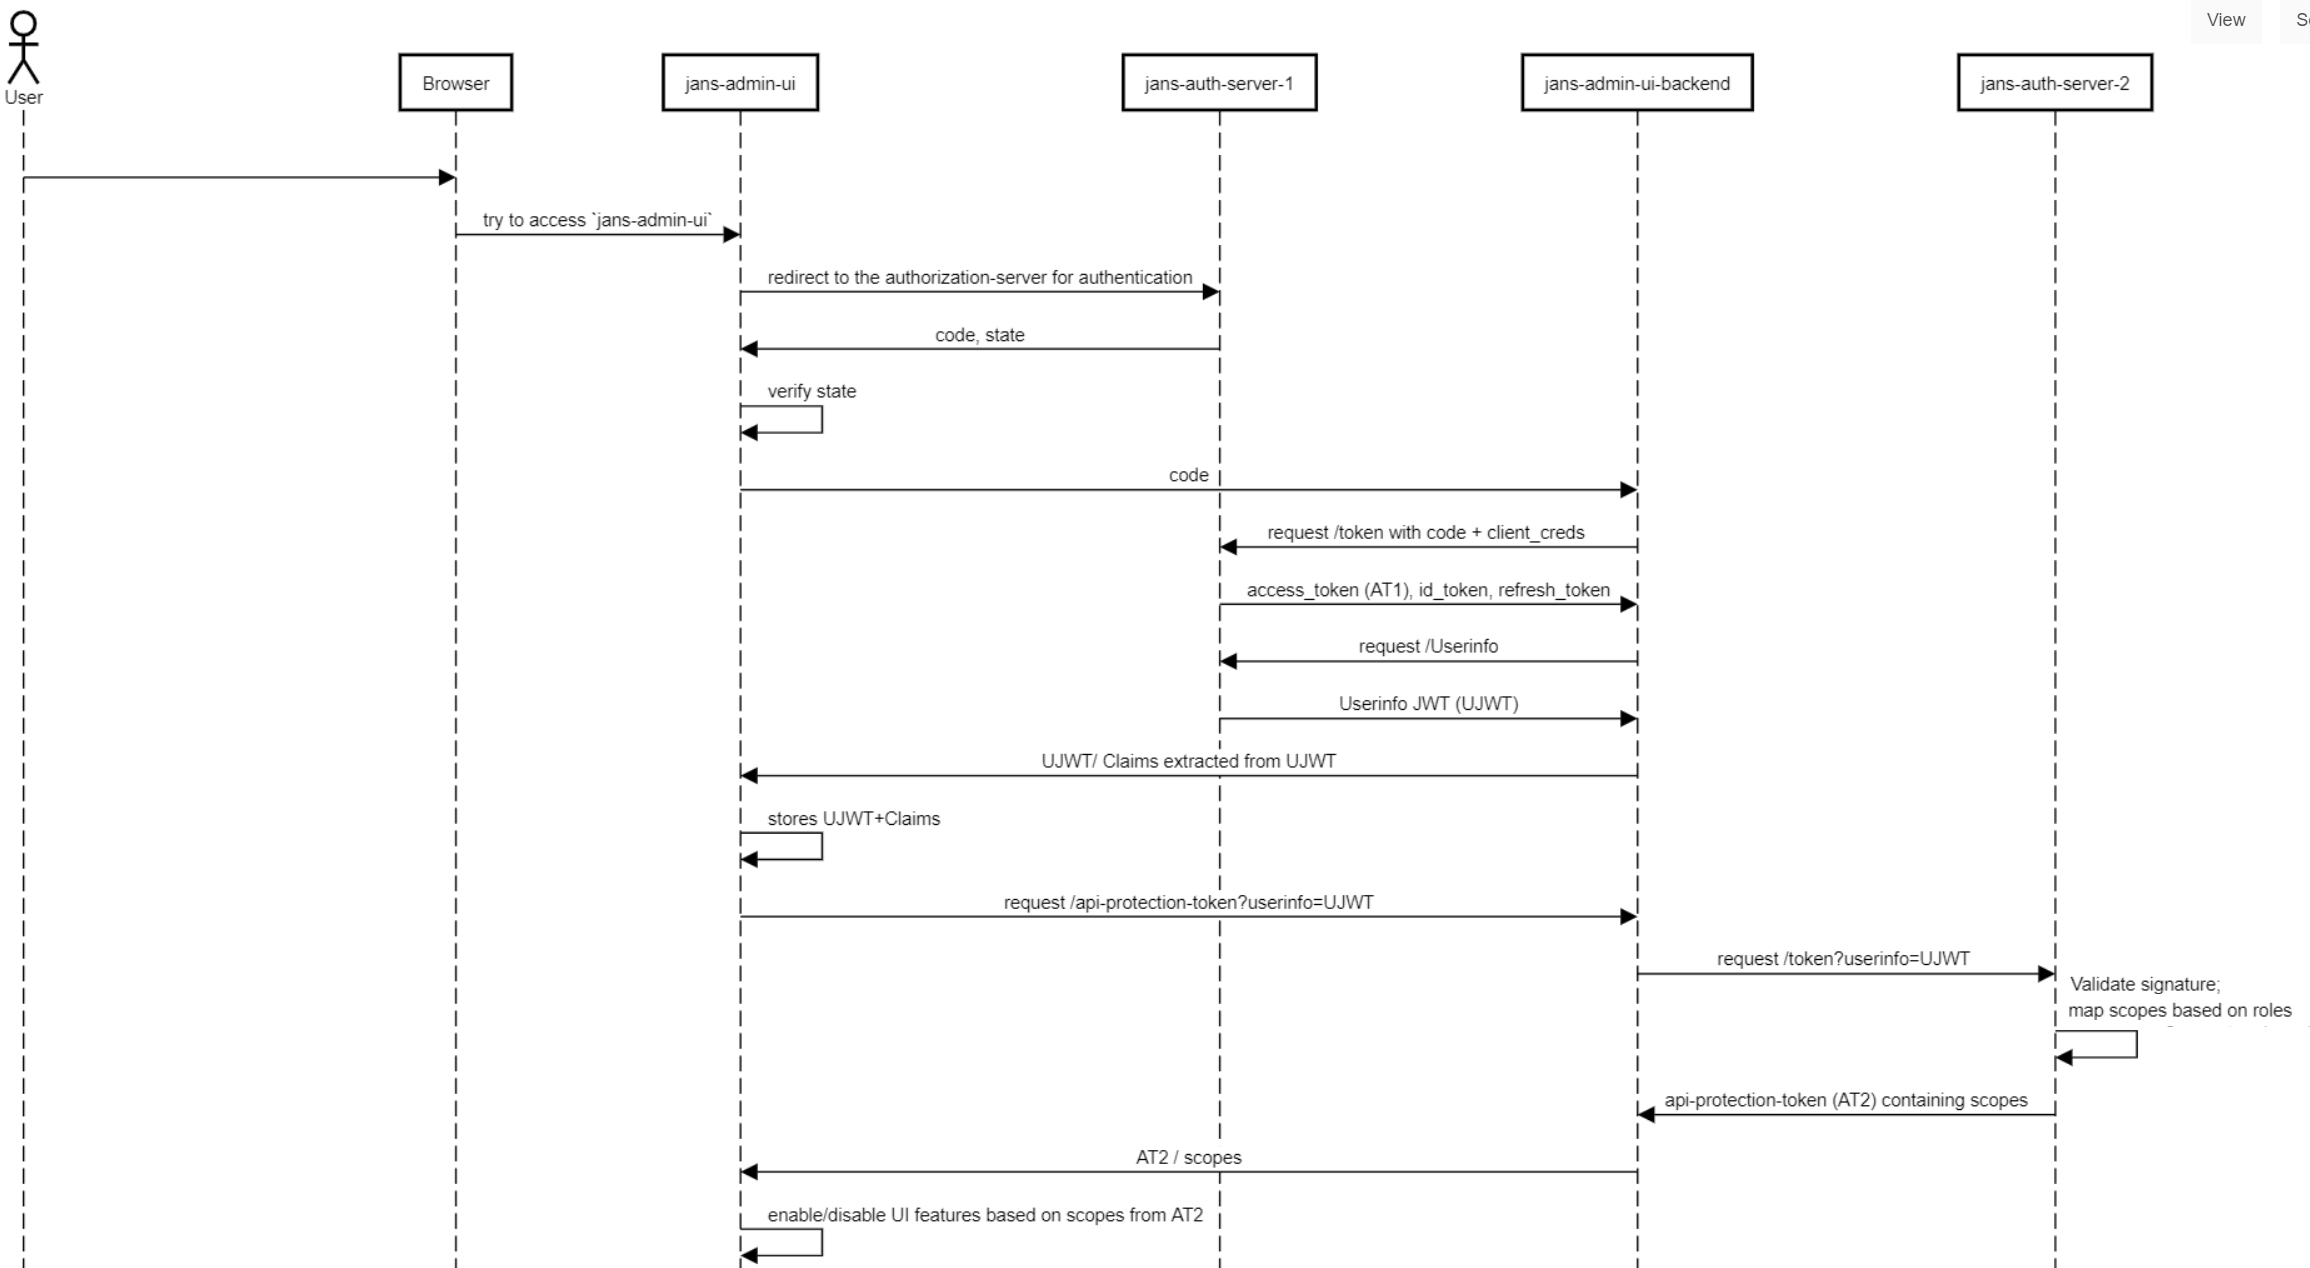 View
User
Browser
jans-admin-ui
jans-auth-server-1
jans-admin-ui-backend
jans-auth-server-2
try to access `jans-admin-ui`
redirect to the authorization-server for authentication
code, state
verify state
code
request /token with code + client_creds
access_token (AT1), id_token, refresh_token
request /Userinfo
Userinfo JWT (UJWT)
UJWT/ Claims extracted from UJWT
stores UJWT+Claims
request /api-protection-token?userinfo=UJWT
request /token?userinfo=UJWT
Validate signature;
map scopes based on roles
api-protection-token (AT2) containing scopes
AT2 / scopes
enable/disable UI features based on scopes from AT2